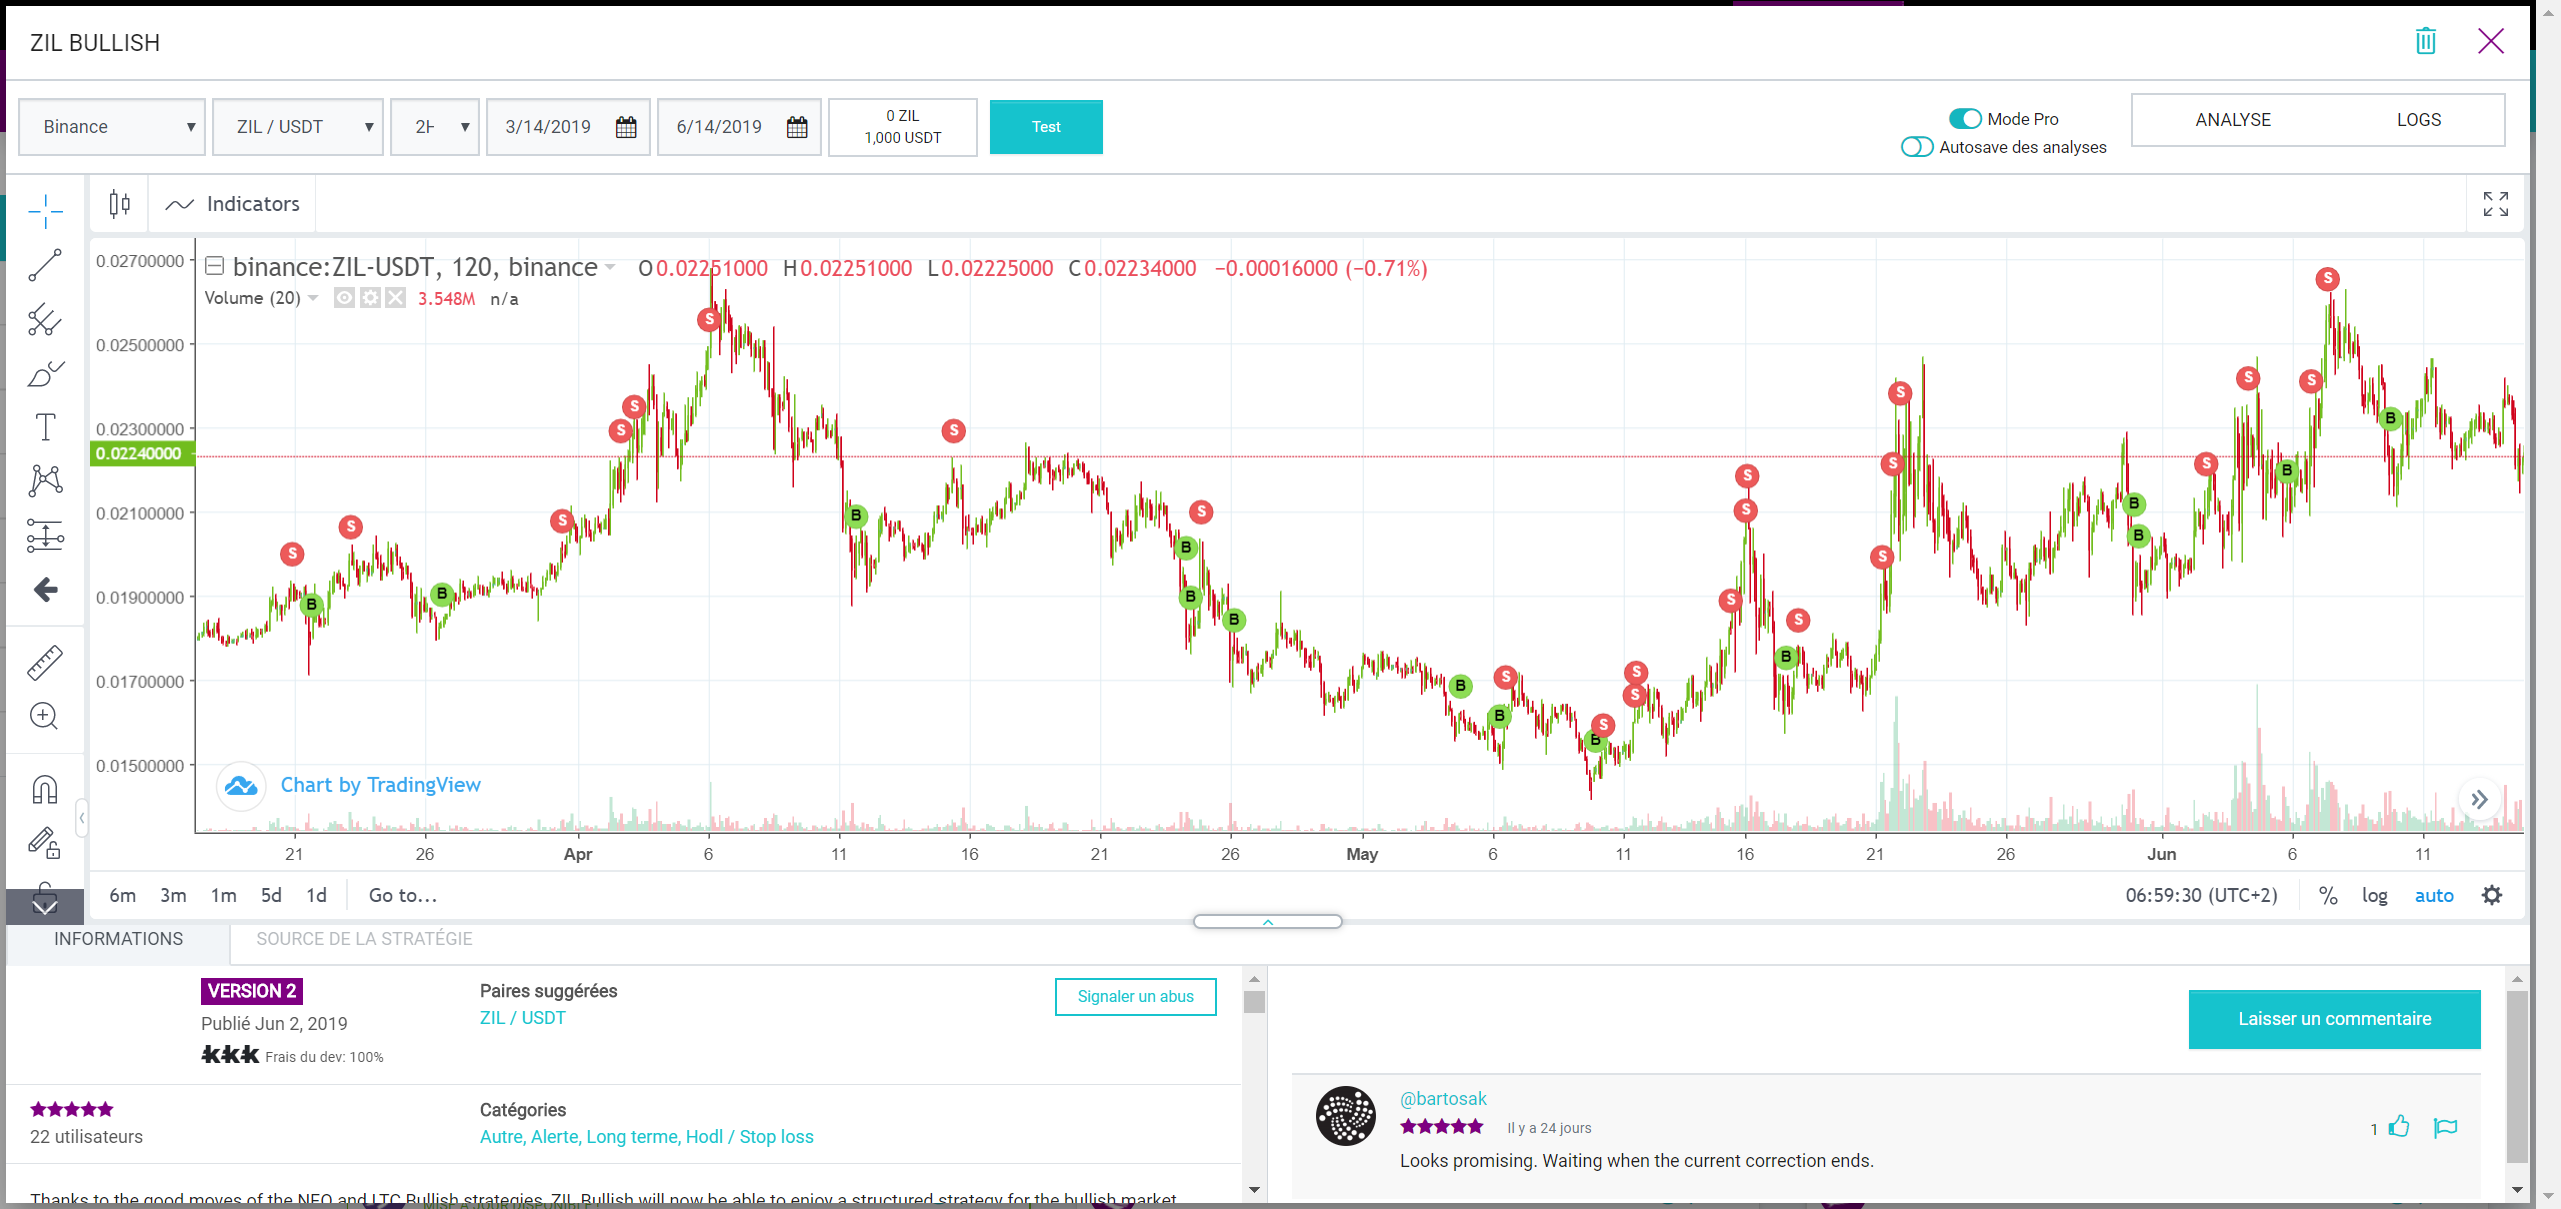 ZIL BULLISH
Binance ZIL / USDT 2H 3/14/2019 6/14/2019 0 ZIL Test
1,000 USDT
Mode Pro
Autosave des analyses
ANALYSE LOGS
Indicators
binance:ZIL-USDT, 120, binance O0.02251000 H0.02251000 L0.02225000 C0.02234000 −0.00016000 (−0.71%)
Volume (20) 3.548M n/a
0.02700000
0.02500000
0.02300000
0.02240000
0.02100000
0.01900000
0.01700000
0.01500000
Chart by TradingView
21 26 Apr 6 11 16 21 26 May 6 11 16 21 26 Jun 6 11
6m 3m 1m 5d 1d Go to... 06:59:30 (UTC+2) % log auto
INFORMATIONS SOURCE DE LA STRATÉGIE
VERSION 2
Publié Jun 2, 2019
Frais du dev: 100%
Paires suggérées
ZIL / USDT
Signaler un abus
22 utilisateurs
Catégories
Autre, Alerte, Long terme, Hodl / Stop loss
Thanks to the good moves of the NEO and LTC Bullish strategies, ZIL Bullish will now be able to enjoy a structured strategy for the bullish market
Laisser un commentaire
@bartosak
Il y a 24 jours
1
Looks promising. Waiting when the current correction ends.